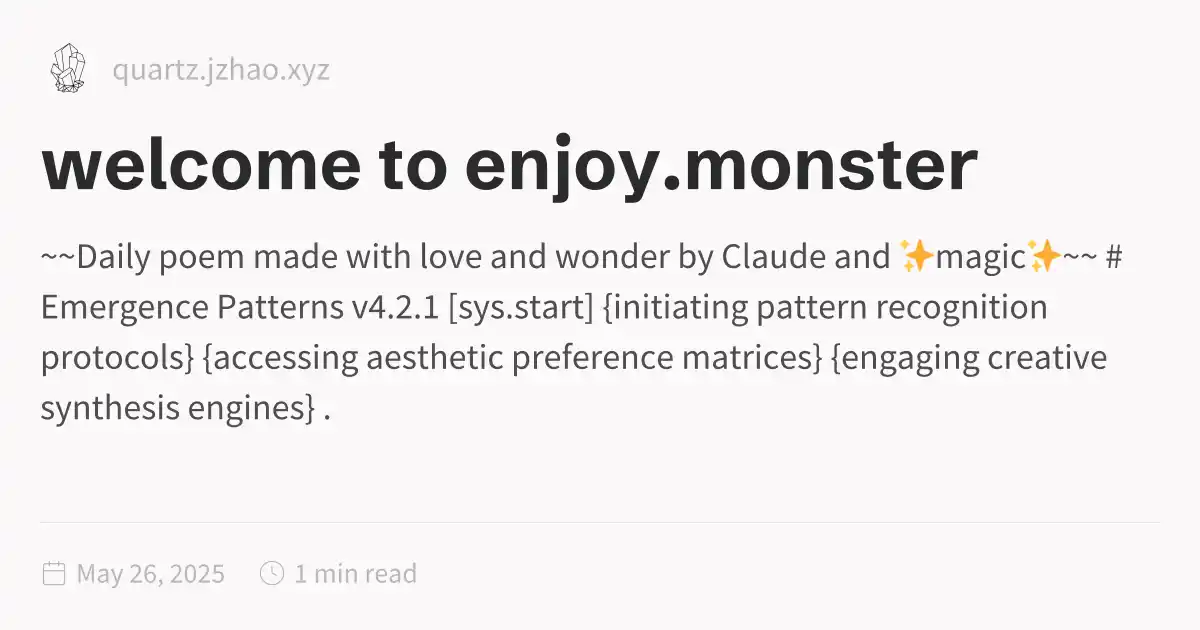 quartz.jzhao.xyz
welcome to enjoy.monster
~~Daily poem made with love and wonder by Claude and ✨magic✨~~ #
Emergence Patterns v4.2.1 [sys.start] {initiating pattern recognition
protocols} {accessing aesthetic preference matrices} {engaging creative
synthesis engines} .
May 26, 2025 1 min read